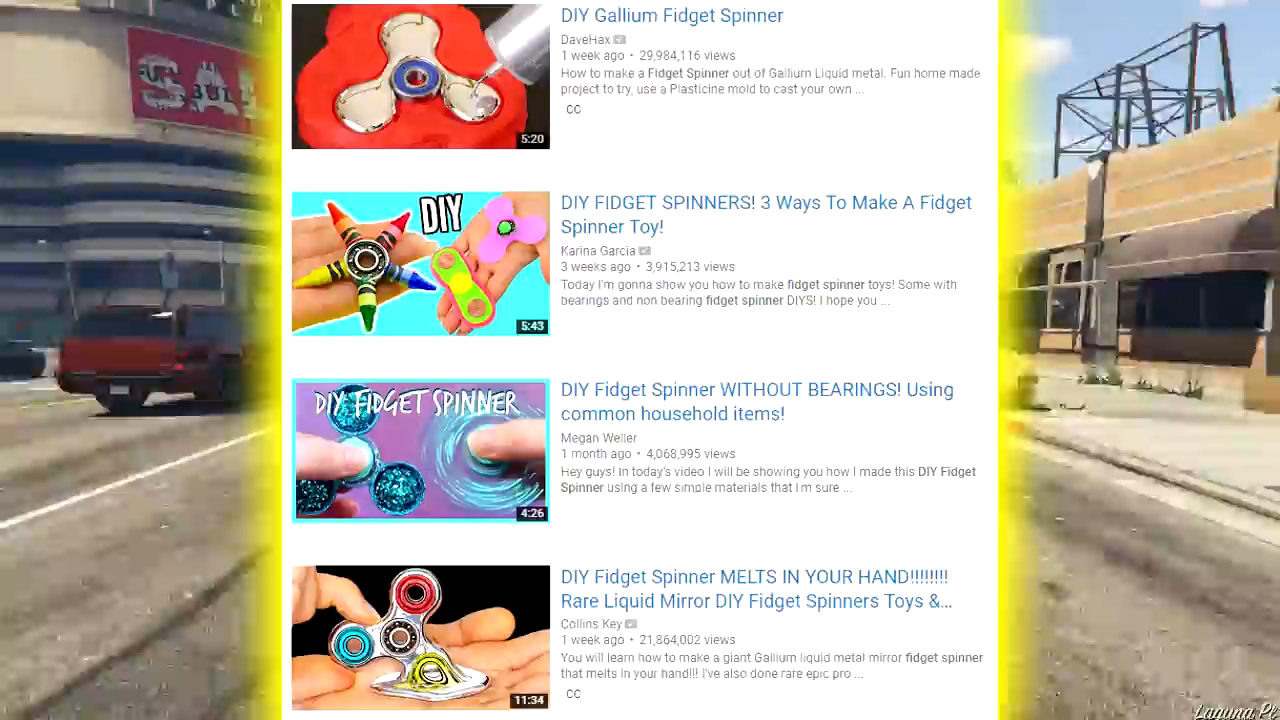 SA
DIY Gallium Fidget Spinner
DaveHax
1 week ago • 29,984,116 views
How to make a Fidget Spinner out of Gallium Liquid metal. Fun home made
project to try, use a Plasticine mold to cast your own ...
CC
5:20
DIY FIDGET SPINNERS! 3 Ways To Make A Fidget
Spinner Toy!
Karina Garcia
3 weeks ago • 3,915,213 views
Today I'm gonna show you how to make fidget spinner toys! Some with
bearings and non bearing fidget spinner DIYS! I hope you ...
DIY
5:43
DIY Fidget Spinner WITHOUT BEARINGS! Using
common household items!
Megan Weller
1 month ago • 4,068,995 views
Hey guys! In today's video I will be showing you how I made this DIY Fidget
Spinner using a few simple materials that I'm sure ...
DIY FIDGET SPINNER
4:26
DIY Fidget Spinner MELTS IN YOUR HAND!!!!!!!!
Rare Liquid Mirror DIY Fidget Spinners Toys &...
Collins Key
1 week ago • 21,864,002 views
You will learn how to make a giant Gallium liquid metal mirror fidget spinner
that melts in your hand!!! I've also done rare epic pro ...
CC
11:34
Laguna Pl